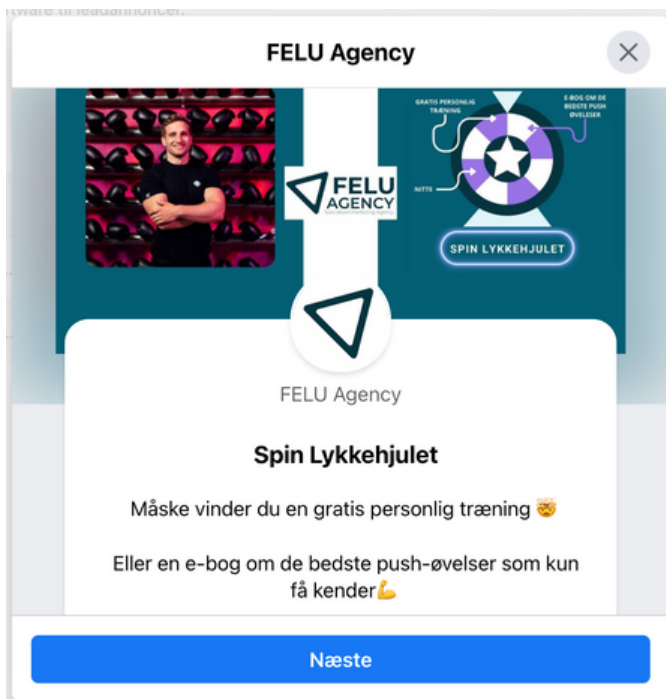 FELU Agency
GRATIS PERSONLIG
TRÆNING
E-BOG OM DE
BEDSTE PUSH
ØVELSER
FELU
AGENCY
NITTE
SPIN LYKKEHJULET
FELU Agency
Spin Lykkehjulet
Måske vinder du en gratis personlig træning 🤯
Eller en e-bog om de bedste push-øvelser som kun
få kender💪
Næste